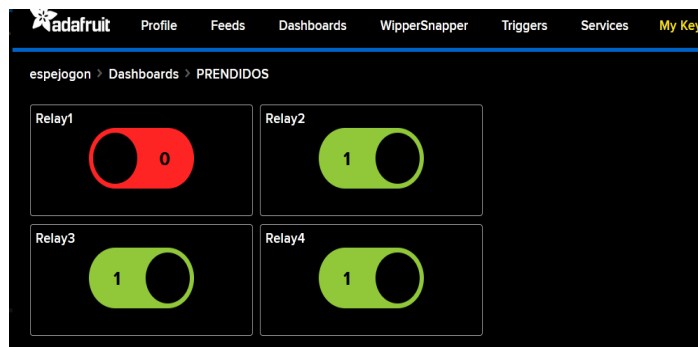 adafruit Profile Feeds Dashboards WipperSnapper Triggers Services My Key
espejogon > Dashboards > PRENDIDOS
Relay1 Relay2
0 1
Relay3 Relay4
1 1